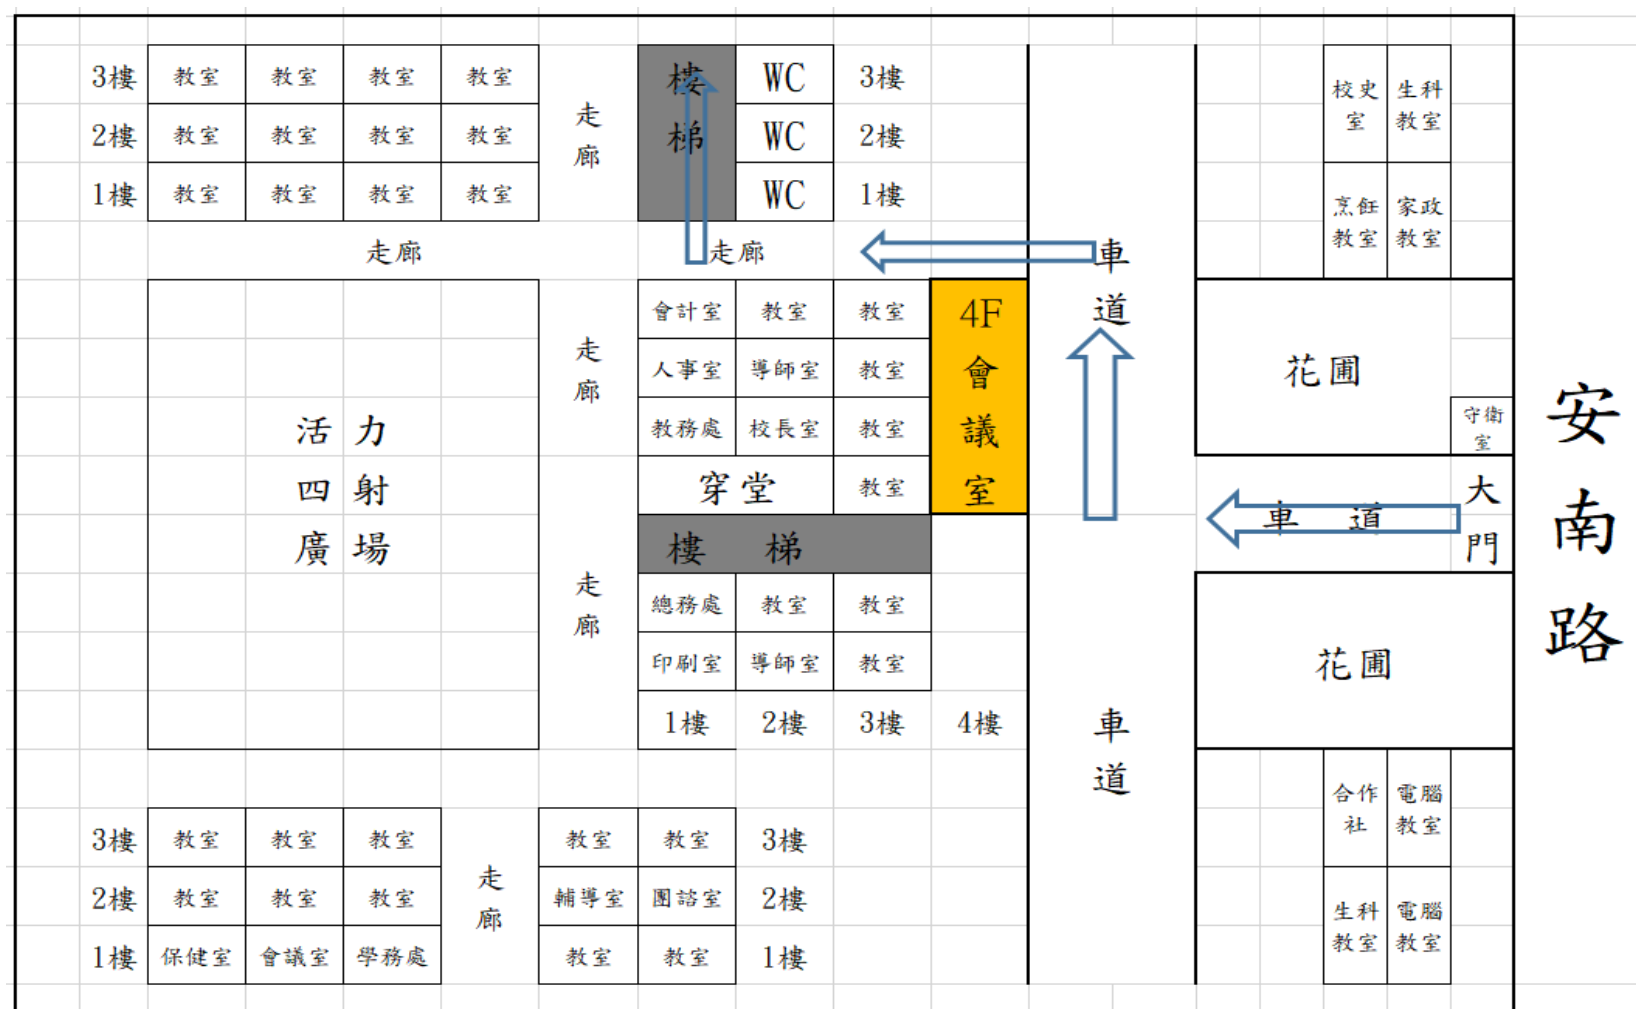 3樓 教室 教室 教室 教室
2樓 教室 教室 教室 教室
1樓 教室 教室 教室 教室
走廊
樓梯
WC 3樓
WC 2樓
WC 1樓
走廊
走廊
車道
校史室
生科教室
烹飪教室
家政教室
會計室 教室 教室
人事室 導師室 教室
教務處 校長室 教室
穿堂 教室
樓梯
總務處 教室 教室
印刷室 導師室 教室
1樓 2樓 3樓 4樓
4F會議室
走廊
走廊
活力
四射
廣場
花圃
守衛室
車道
大門
安南路
花圃
車道
3樓 教室 教室 教室
2樓 教室 教室 教室
1樓 保健室 會議室 學務處
走廊
教室 教室 3樓
輔導室 團諮室 2樓
教室 教室 1樓
合作社
電腦教室
生科教室
電腦教室